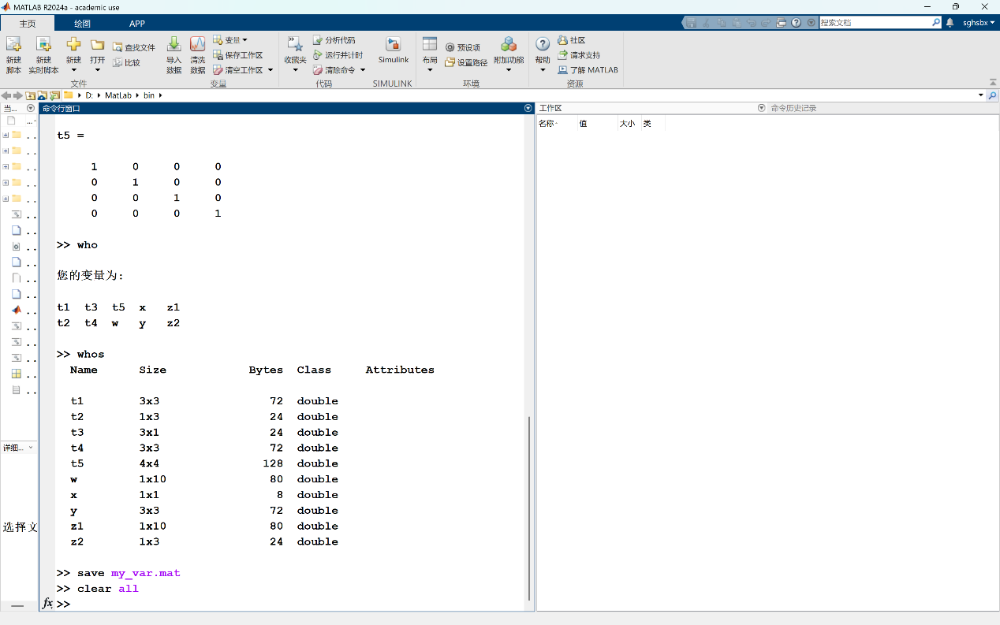 MATLAB R2024a - academic use
主页 绘图 APP
搜索文档 sghsbx
新建脚本 新建实时脚本 新建 打开 查找文件 比较
导入数据 清洗数据 变量 保存工作区 清空工作区
收藏夹 分析代码 运行并计时 清除命令
Simulink
布局 预设项 设置路径 附加功能
帮助 社区 请求支持 了解 MATLAB
文件 变量 代码 SIMULINK 环境 资源
D: MatLab bin
当... 命令行窗口 工作区 命令历史记录
名称 值 大小 类
t5 =
1 0 0 0
0 1 0 0
0 0 1 0
0 0 0 1
>> who
您的变量为:
t1 t3 t5 x z1
t2 t4 w y z2
>> whos
Name Size Bytes Class Attributes
t1 3x3 72 double
t2 1x3 24 double
t3 3x1 24 double
t4 3x3 72 double
t5 4x4 128 double
w 1x10 80 double
x 1x1 8 double
y 3x3 72 double
z1 1x10 80 double
z2 1x3 24 double
>> save my_var.mat
>> clear all
fx >>
详细...
选择文